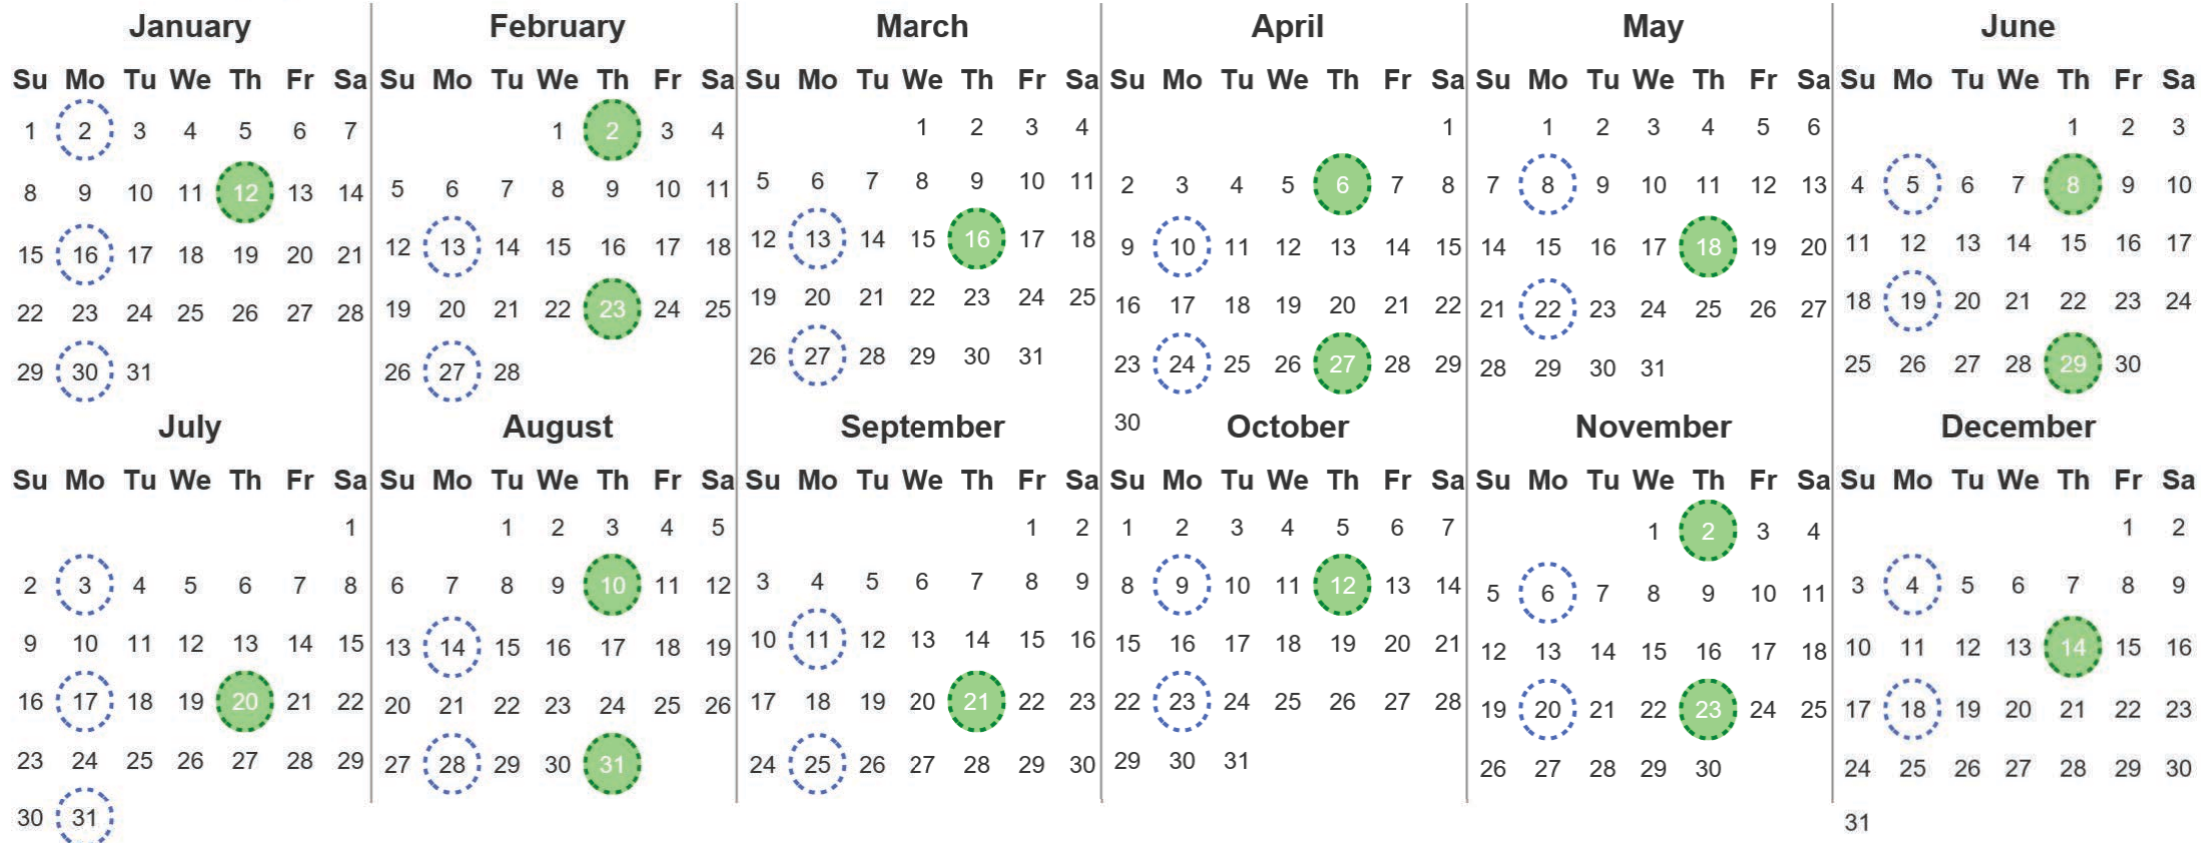 January February March April May June
Su Mo Tu We Th Fr Sa Su Mo Tu We Th Fr Sa Su Mo Tu We Th Fr Sa Su Mo Tu We Th Fr Sa Su Mo Tu We Th Fr Sa Su Mo Tu We Th Fr Sa
1 2 3 4 5 6 7 1 2 3 4 1 2 3 4 1 1 2 3 4 5 6 1 2 3
8 9 10 11 12 13 14 5 6 7 8 9 10 11 5 6 7 8 9 10 11 2 3 4 5 6 7 8 7 8 9 10 11 12 13 4 5 6 7 8 9 10
15 16 17 18 19 20 21 12 13 14 15 16 17 18 12 13 14 15 16 17 18 9 10 11 12 13 14 15 14 15 16 17 18 19 20 11 12 13 14 15 16 17
22 23 24 25 26 27 28 19 20 21 22 23 24 25 19 20 21 22 23 24 25 16 17 18 19 20 21 22 21 22 23 24 25 26 27 18 19 20 21 22 23 24
29 30 31 26 27 28 26 27 28 29 30 31 23 24 25 26 27 28 29 28 29 30 31 25 26 27 28 29 30
30
July August September October November December
Su Mo Tu We Th Fr Sa Su Mo Tu We Th Fr Sa Su Mo Tu We Th Fr Sa Su Mo Tu We Th Fr Sa Su Mo Tu We Th Fr Sa Su Mo Tu We Th Fr Sa
1 1 2 3 4 5 1 2 1 2 3 4 5 6 7 1 2 3 4 1 2
2 3 4 5 6 7 8 6 7 8 9 10 11 12 3 4 5 6 7 8 9 8 9 10 11 12 13 14 5 6 7 8 9 10 11 3 4 5 6 7 8 9
9 10 11 12 13 14 15 13 14 15 16 17 18 19 10 11 12 13 14 15 16 15 16 17 18 19 20 21 12 13 14 15 16 17 18 10 11 12 13 14 15 16
16 17 18 19 20 21 22 20 21 22 23 24 25 26 17 18 19 20 21 22 23 22 23 24 25 26 27 28 19 20 21 22 23 24 25 17 18 19 20 21 22 23
23 24 25 26 27 28 29 27 28 29 30 31 24 25 26 27 28 29 30 29 30 31 26 27 28 29 30 24 25 26 27 28 29 30
30 31 31